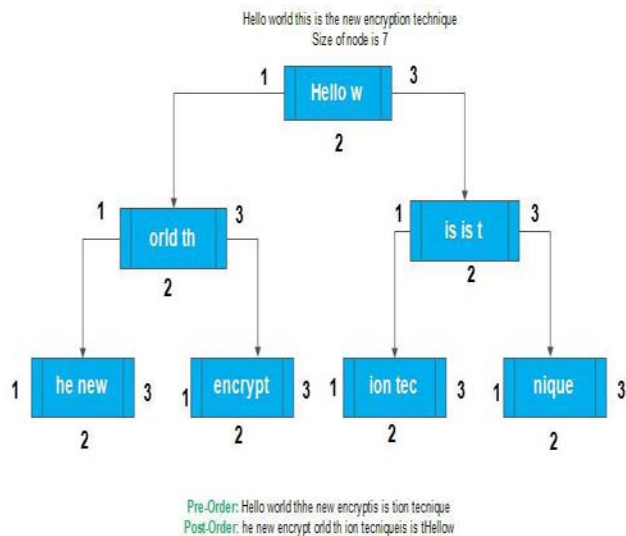 Hello world this is the new encryption technique
Size of node is 7
1
3
Hello w
2
1
3
1
3
orld th
is is t
2
2
he new
encrypt
ion tec
nique
1
3
1
3
1
3
1
3
2
2
2
2
Pre-Order: Hello world thhe new encryptis is tion tecnique
Post-Order: he new encrypt orld th ion tecniqueis is tHellow